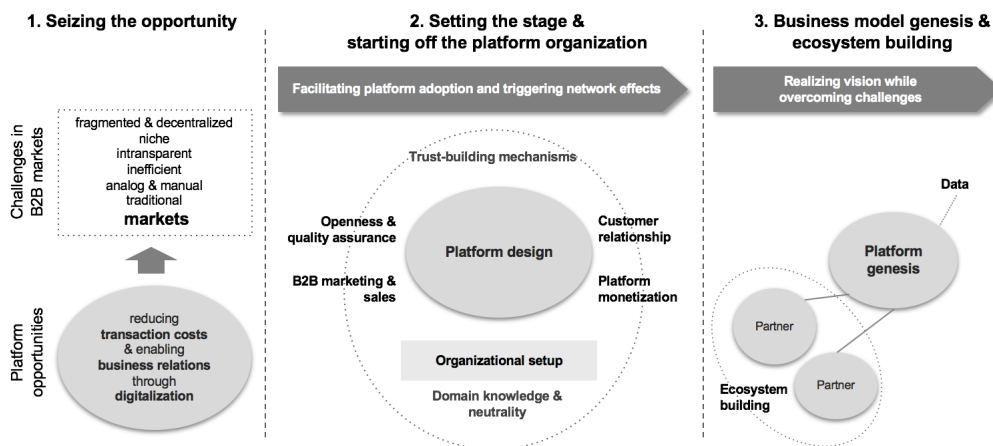 1. Seizing the opportunity
2. Setting the stage &
starting off the platform organization
3. Business model genesis &
ecosystem building
Facilitating platform adoption and triggering network effects
Realizing vision while
overcoming challenges
Challenges in
B2B markets
fragmented & decentralized
niche
intransparent
inefficient
analog & manual
traditional
markets
Platform
opportunities
reducing
transaction costs
& enabling
business relations
through
digitalization
Trust-building mechanisms
Openness &
quality assurance
Customer
relationship
Platform design
B2B marketing &
sales
Platform
monetization
Organizational setup
Domain knowledge &
neutrality
Data
Platform
genesis
Partner
Partner
Ecosystem
building